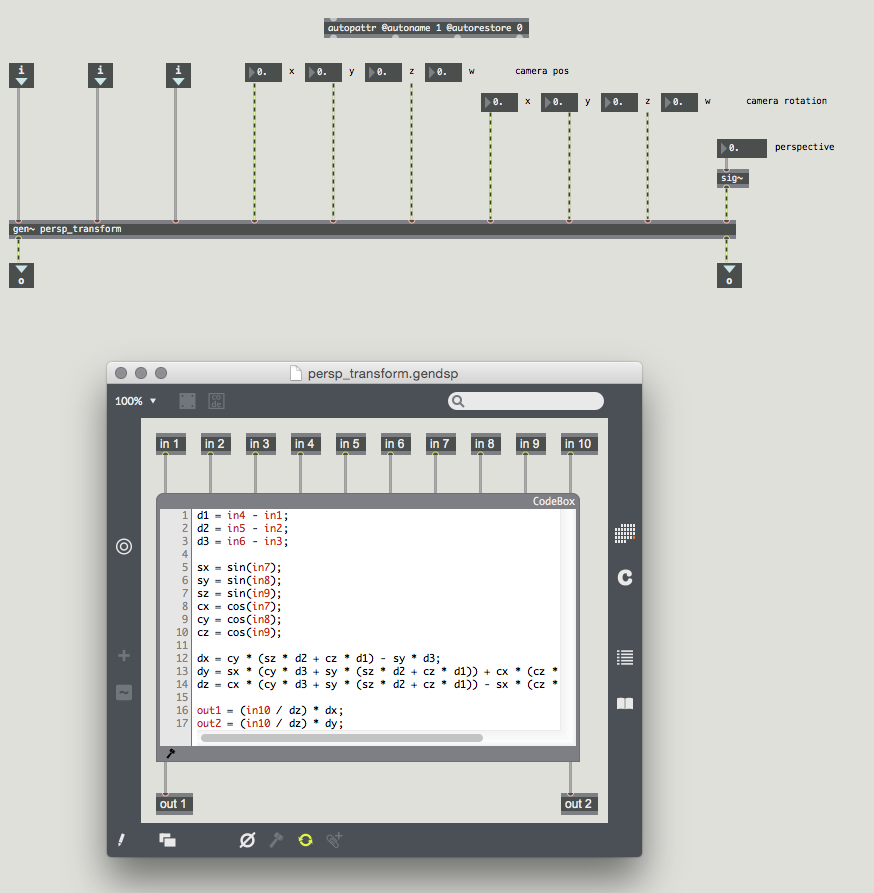 autopattr @autoname 1 @autorestore 0
i i i 0. x 0. y 0. z 0. w camera pos
0. x 0. y 0. z 0. w camera rotation
0. perspective
sig~
gen~ persp_transform
o o
persp_transform.gendsp
100%
co de
in 1 in 2 in 3 in 4 in 5 in 6 in 7 in 8 in 9 in 10
CodeBox
1 d1 = in4 - in1;
2 d2 = in5 - in2;
3 d3 = in6 - in3;
4
5 sx = sin(in7);
6 sy = sin(in8);
7 sz = sin(in9);
8 cx = cos(in7);
9 cy = cos(in8);
10 cz = cos(in9);
11
12 dx = cy * (sz * d2 + cz * d1) - sy * d3;
13 dy = sx * (cy * d3 + sy * (sz * d2 + cz * d1)) + cx * (cz *
14 dz = cx * (cy * d3 + sy * (sz * d2 + cz * d1)) - sx * (cz *
15
16 out1 = (in10 / dz) * dx;
17 out2 = (in10 / dz) * dy;
out 1 out 2